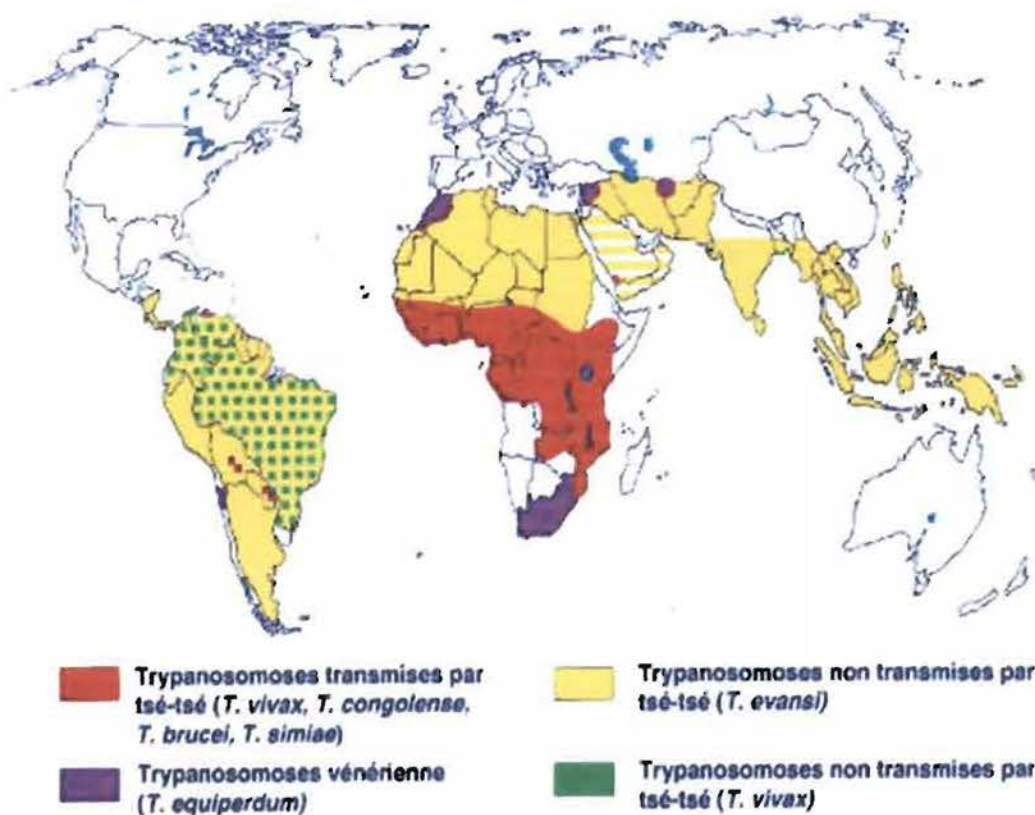 Trypanosomoses transmises par
tsé-tsé (T. vivax, T. congolense,
T. brucei, T. simiae)
Trypanosomoses vénérienne
(T. equiperdum)
Trypanosomoses non transmises par
tsé-tsé (T. evansi)
Trypanosomoses non transmises par
tsé-tsé (T. vivax)